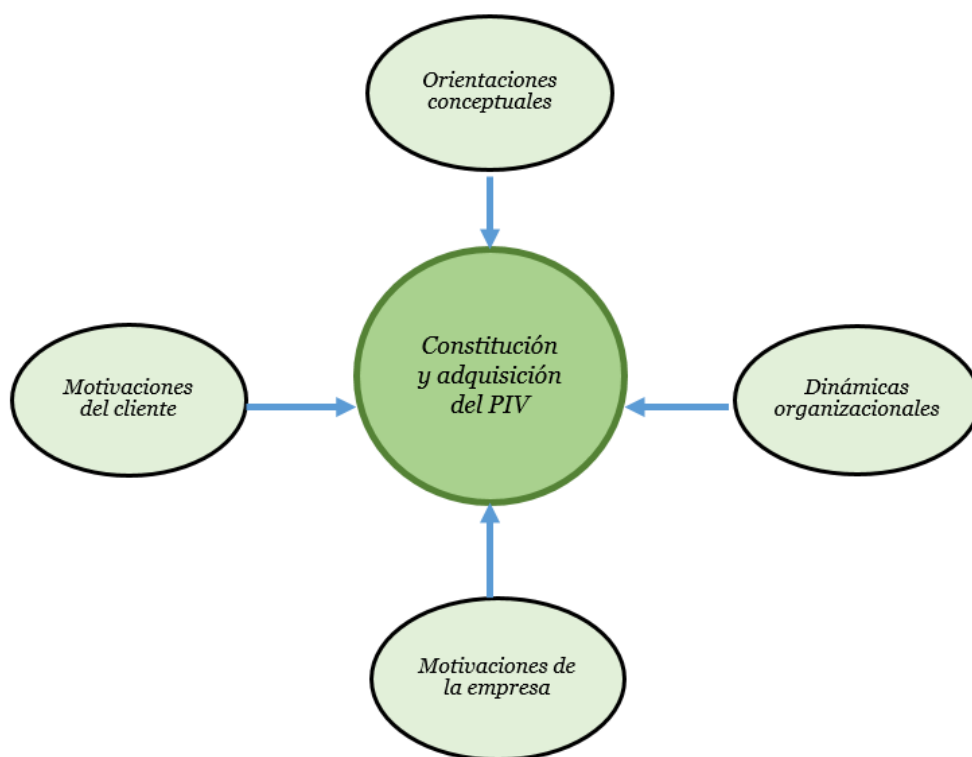 Orientaciones
conceptuales
Constitución
y adquisición
del PIV
Motivaciones
del cliente
Dinámicas
organizacionales
Motivaciones de
la empresa